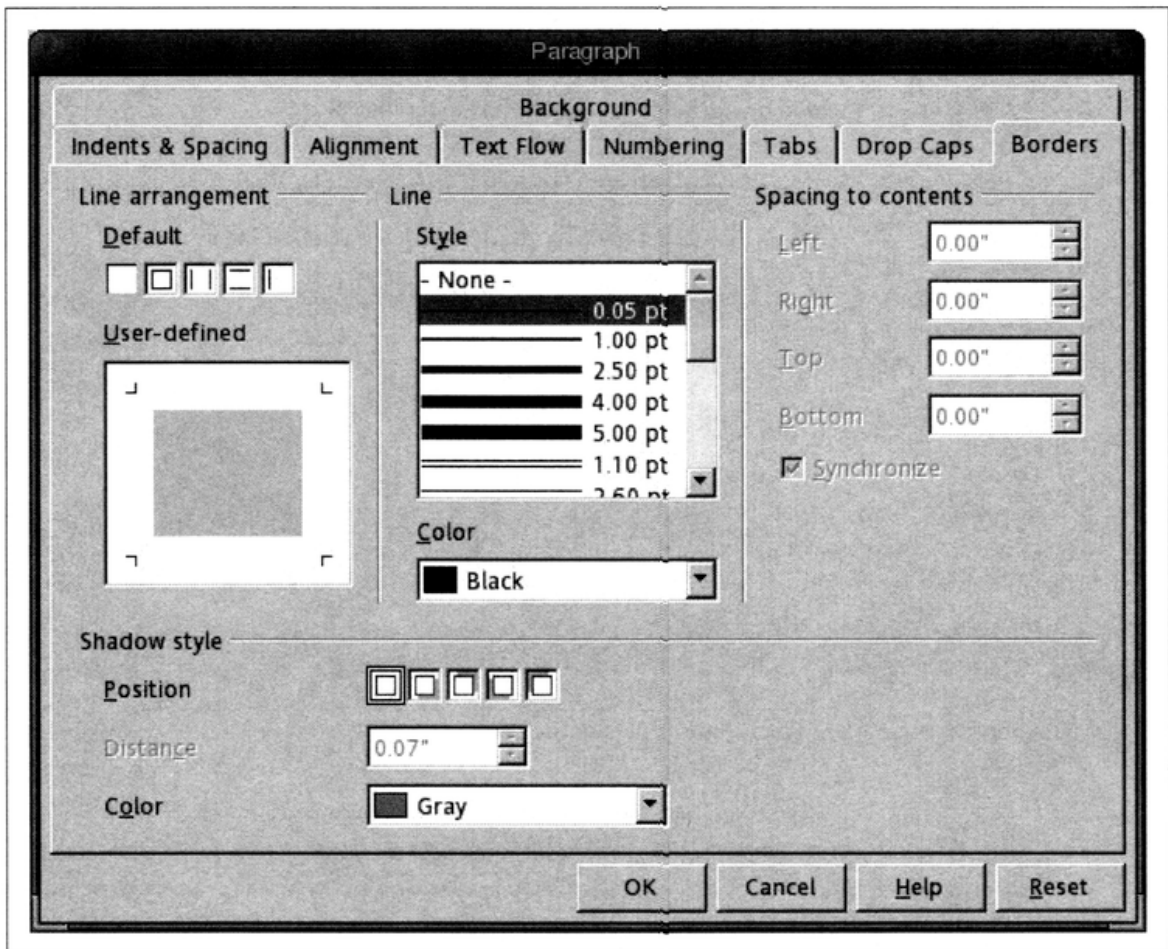 Paragraph
Background
Indents & Spacing Alignment Text Flow Numbering Tabs Drop Caps Borders
Line arrangement
Default
User-defined
Line
Style
- None -
0.05 pt
1.00 pt
2.50 pt
4.00 pt
5.00 pt
1.10 pt
2.60 pt
Color
Black
Spacing to contents
Left 0.00"
Right 0.00"
Top 0.00"
Bottom 0.00"
Synchronize
Shadow style
Position
Distance 0.07"
Color Gray
OK Cancel Help Reset